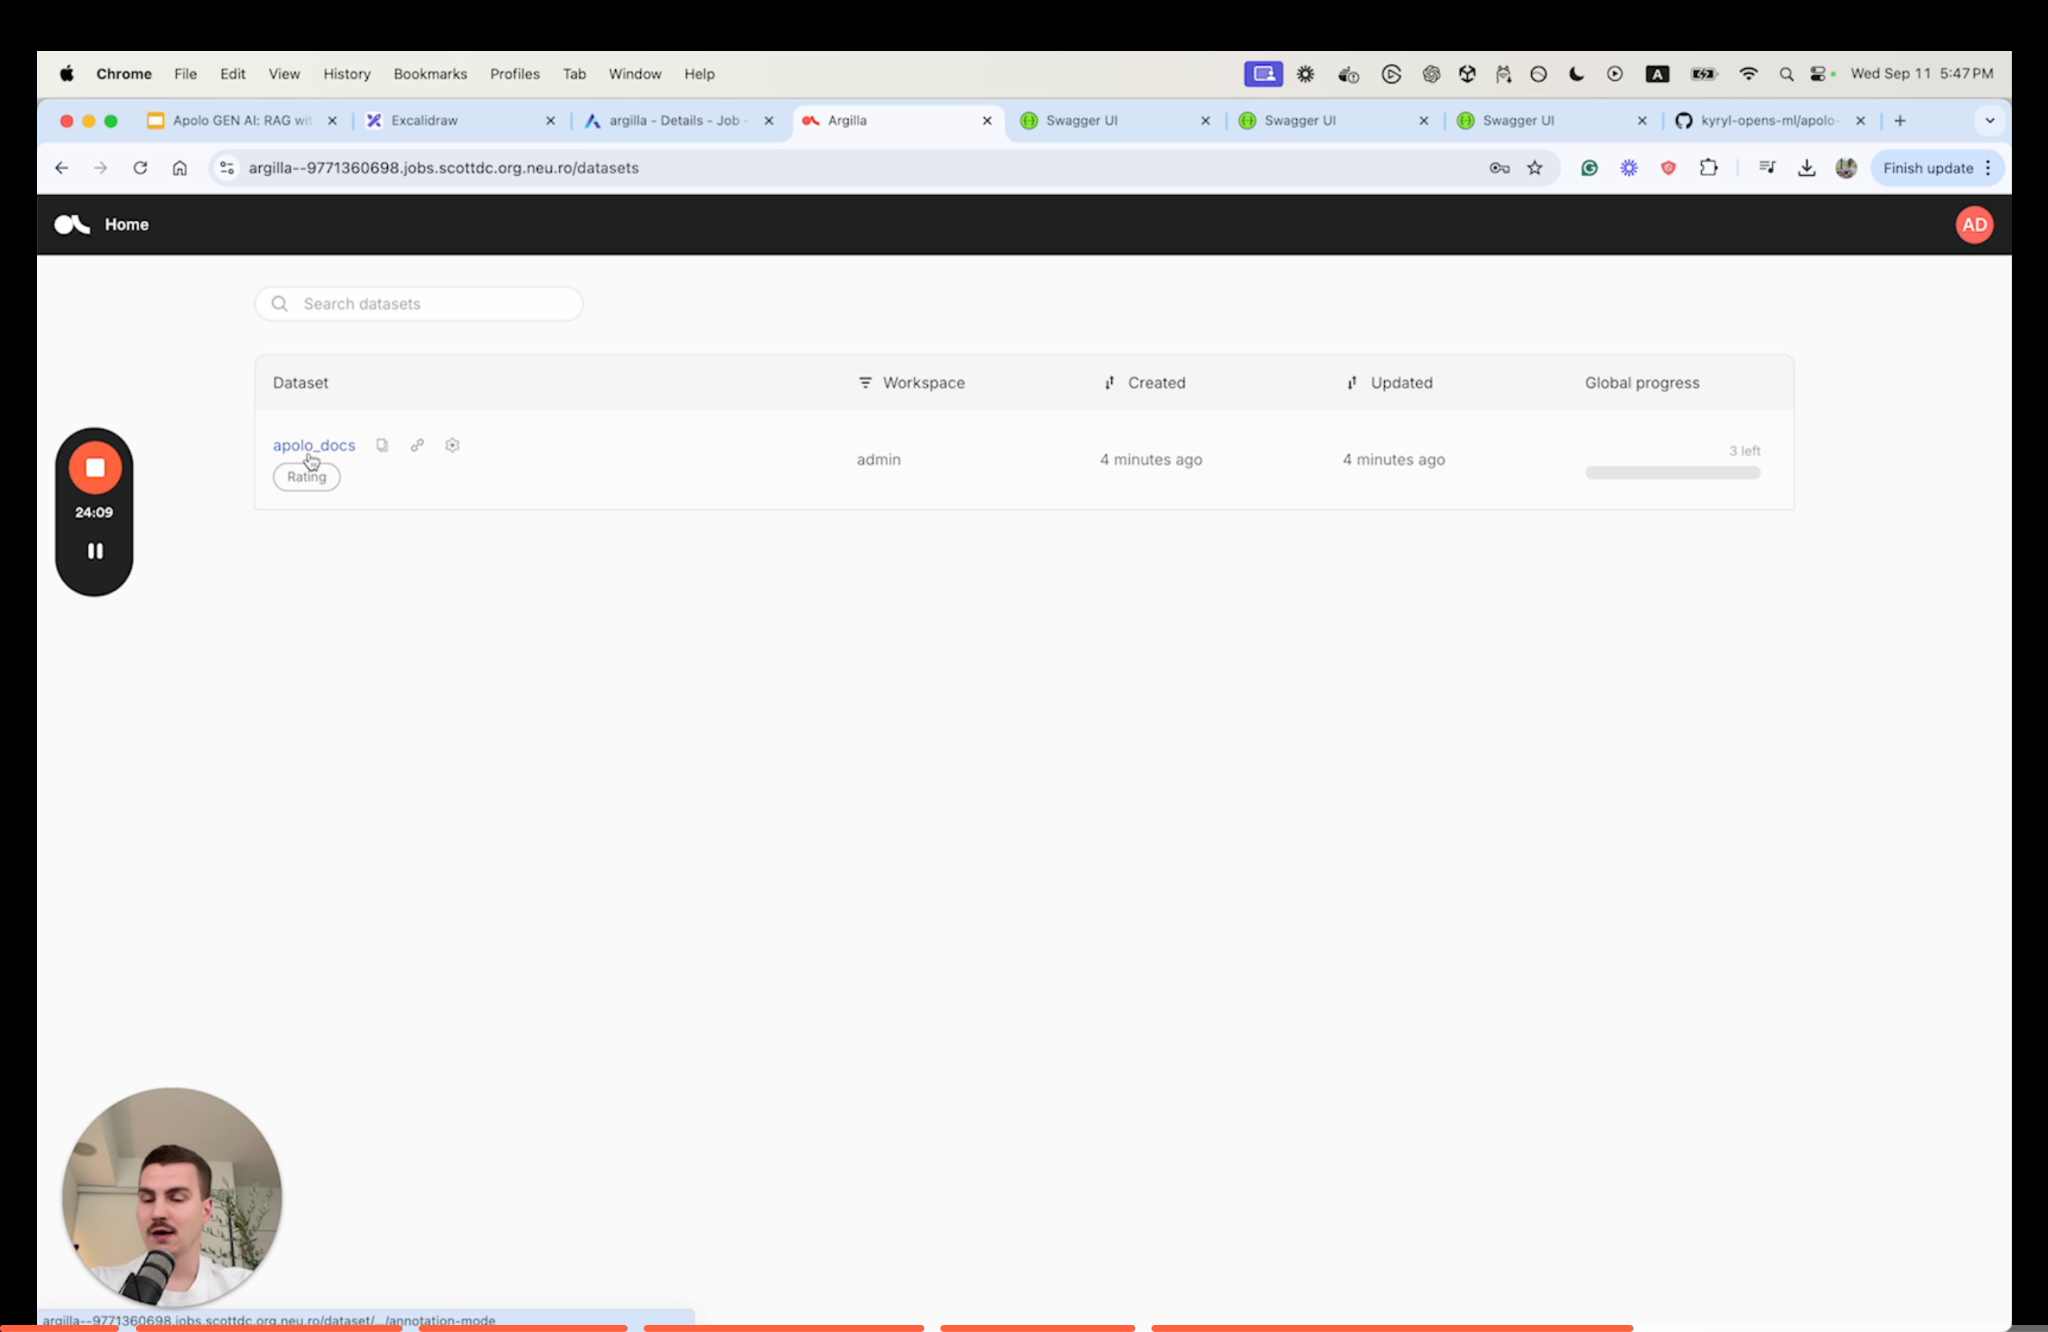 Chrome File Edit View History Bookmarks Profiles Tab Window Help A Wed Sep 11 5:47 PM
Apolo GEN AI: RAG wit Excalidraw argilla - Details - Job - Argilla Swagger UI Swagger UI Swagger UI kyryl-opens-ml/apolo-
argilla--9771360698.jobs.scottdc.org.neu.ro/datasets Finish update
Home AD
Search datasets
Dataset Workspace Created Updated Global progress
apolo_docs
Rating
admin 4 minutes ago 4 minutes ago 3 left
24:09
argilla--9771360698.jobs.scottdc.org.neu.ro/dataset/.../annotation-mode